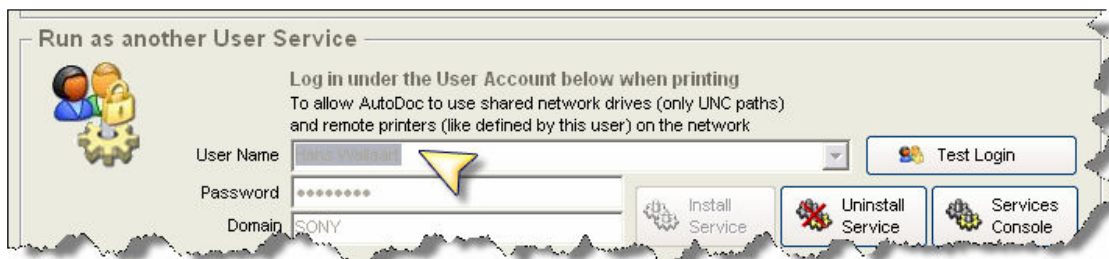 Run as another User Service
Log in under the User Account below when printing
To allow AutoDoc to use shared network drives (only UNC paths)
and remote printers (like defined by this user) on the network
User Name Hans Wallaart Test Login
Password ••••••••
Install Uninstall Services
Domain SONY Service Service Console